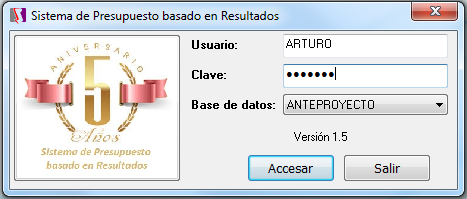 Sistema de Presupuesto basado en Resultados
Usuario: ARTURO
Clave: ●●●●●●●
Base de datos: ANTEPROYECTO
Versión 1.5
Accesar Salir
ANIVERSARIO
5
Años
Sistema de Presupuesto
basado en Resultados